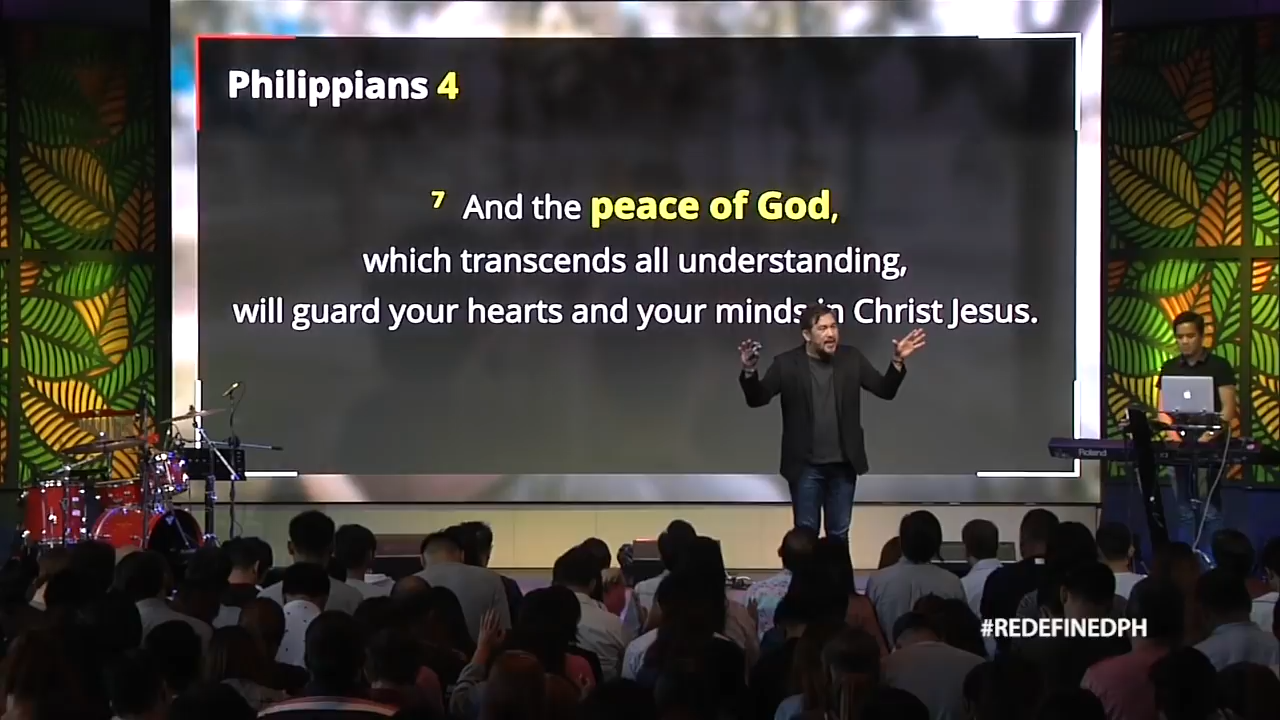 Philippians 4
7 And the peace of God,
which transcends all understanding,
will guard your hearts and your minds in Christ Jesus.
Roland
#REDEFINEDPH